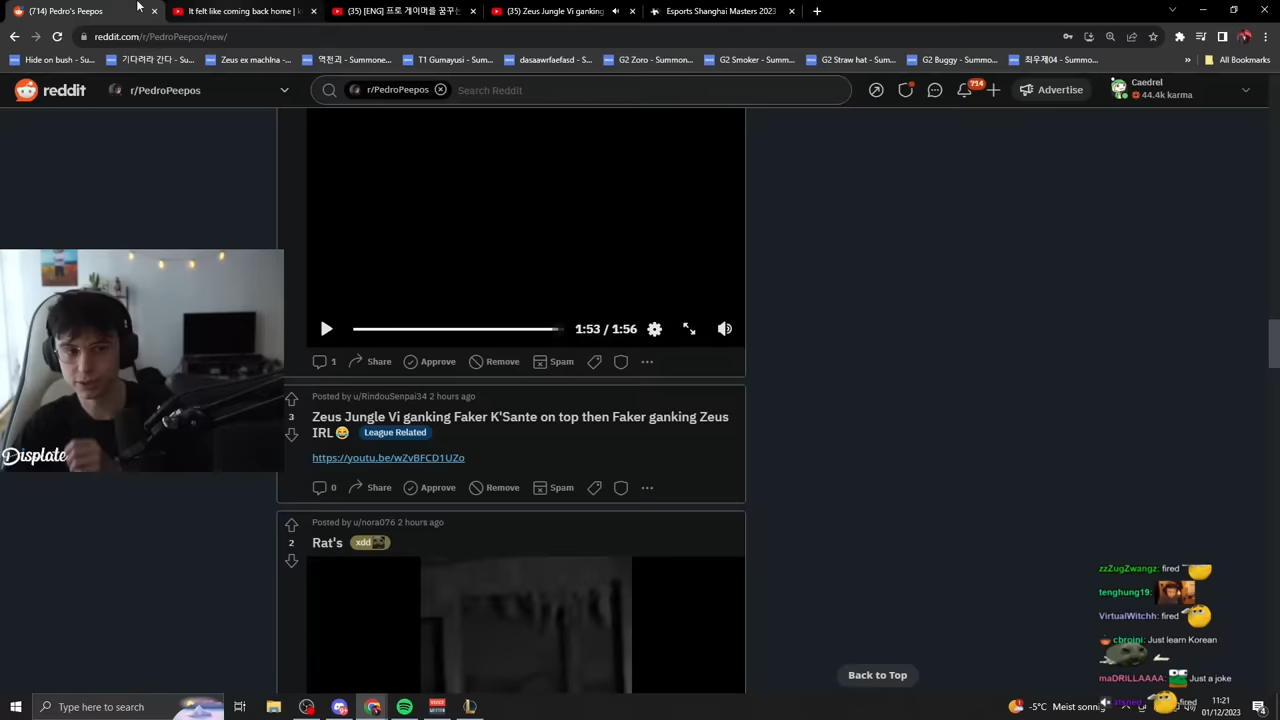 (714) Pedro's Peepos
It felt like coming back home | k
(35) [ENG] 프로 게이머를 꿈꾸는
(35) Zeus Jungle Vi ganking
Esports Shanghai Masters 2023
reddit.com/r/PedroPeepos/new/
Hide on bush - Su...
기다려라 간다 - Su...
Zeus ex machIna -...
역천괴 - Summone...
T1 Gumayusi - Sum...
dasaawrfaefasd - S...
G2 Zoro - Summon...
G2 Smoker - Summ...
G2 Straw hat - Sum...
G2 Buggy - Summo...
최우제04 - Summo...
»
All Bookmarks
reddit
r/PedroPeepos
r/PedroPeepos
Search Reddit
714
Advertise
Caedrel
44.4k karma
1:53 / 1:56
1
Share
Approve
Remove
Spam
Posted by u/RindouSenpai34 2 hours ago
3
Zeus Jungle Vi ganking Faker K'Sante on top then Faker ganking Zeus
IRL😂 League Related
https://youtu.be/wZvBFCD1UZo
0
Share
Approve
Remove
Spam
Posted by u/nora076 2 hours ago
2
Rat's xdd
Displate
zzZugZwangz: fired
tenghung19:
VirtualWitchh: fired
cbroini: Just learn Korean
maDRILLAAAA: Just a joke
fired
Back to Top
Type here to search
-5°C Meist sonnig
11:21
01/12/2023